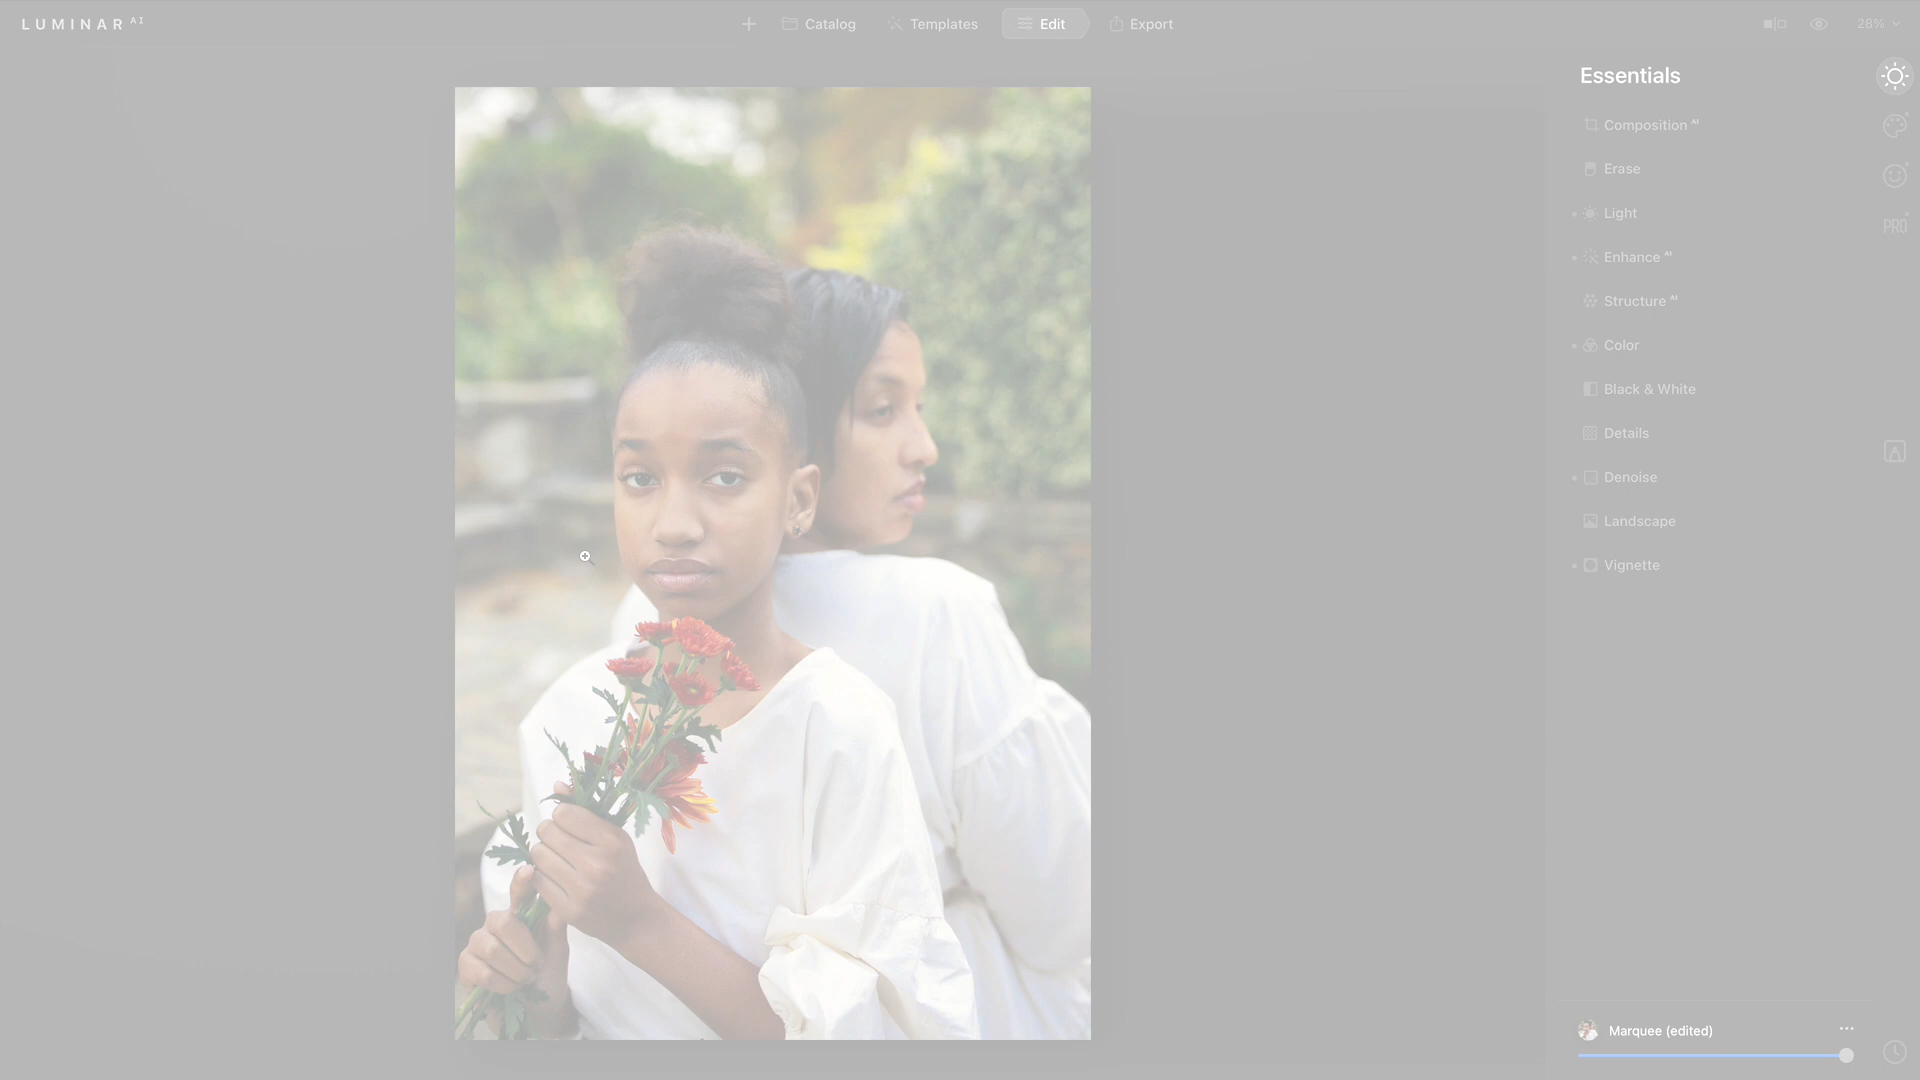 LUMINAR AI
Catalog
Templates
Edit
Export
28%
Essentials
Composition AI
Erase
Light
Enhance AI
Structure AI
Color
Black & White
Details
Denoise
Landscape
Vignette
PRO
Marquee (edited)